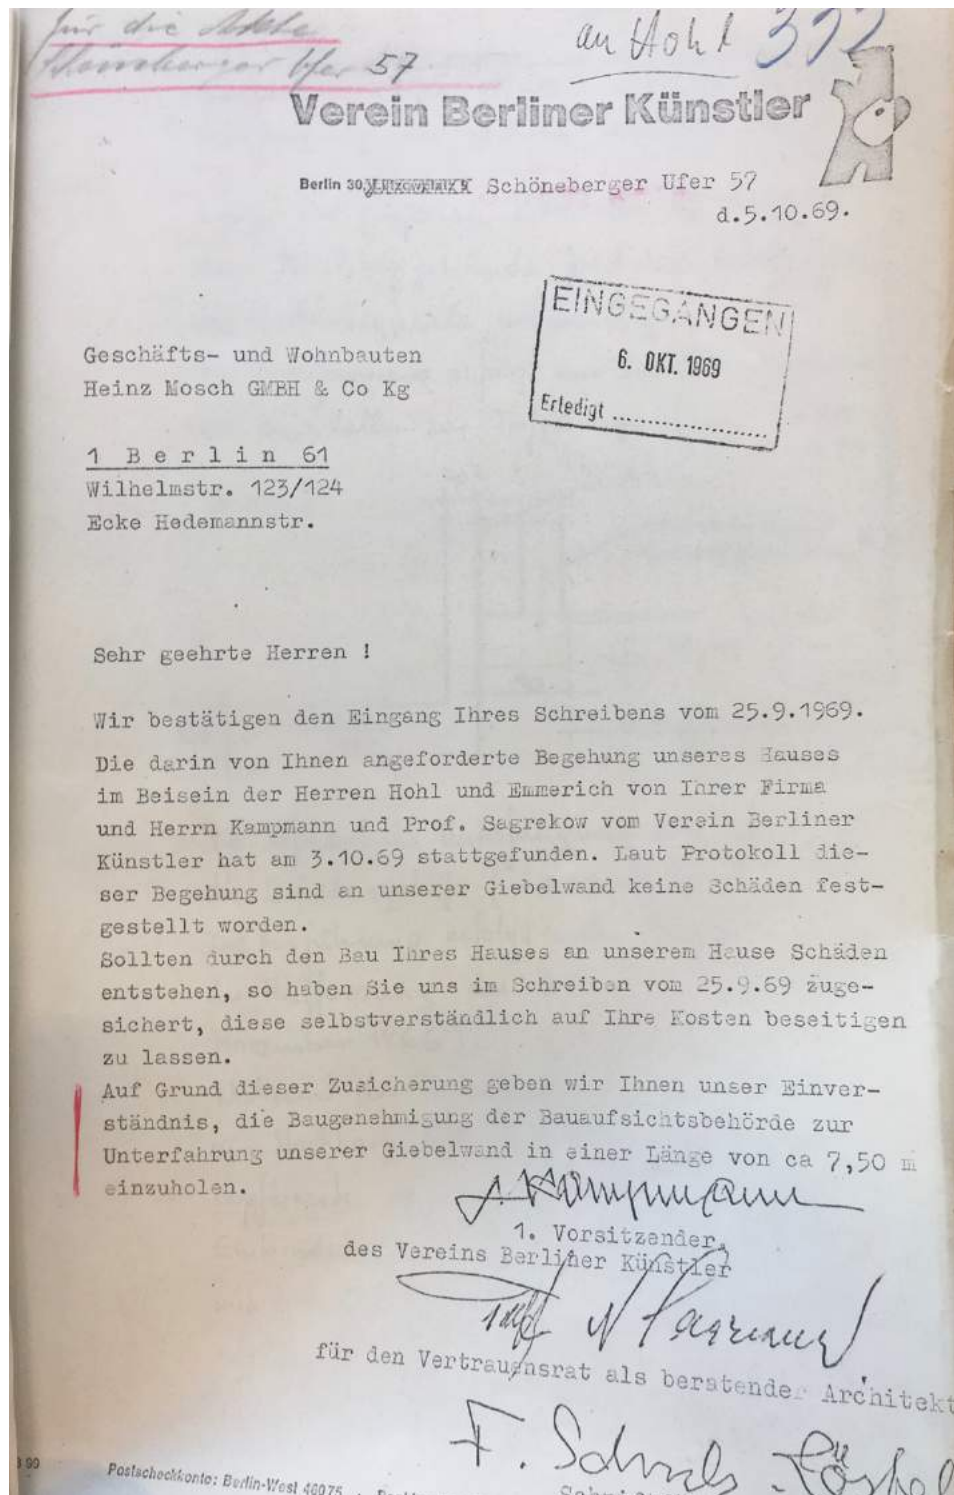 für die Akte
Schöneberger Ufer 57
an Hohl
Verein Berliner Künstler
Berlin 30, Schöneberger Ufer 57
d.5.10.69.
EINGEGANGEN
6. OKT. 1969
Erledigt
Geschäfts- und Wohnbauten
Heinz Mosch GMBH & Co Kg
1 Berlin 61
Wilhelmstr. 123/124
Ecke Hedemannstr.
Sehr geehrte Herren !
Wir bestätigen den Eingang Ihres Schreibens vom 25.9.1969.
Die darin von Ihnen angeforderte Begehung unseres Hauses
im Beisein der Herren Hohl und Emmerich von Ihrer Firma
und Herrn Kampmann und Prof. Sagrekow vom Verein Berliner
Künstler hat am 3.10.69 stattgefunden. Laut Protokoll die-
ser Begehung sind an unserer Giebelwand keine Schäden fest-
gestellt worden.
Sollten durch den Bau Ihres Hauses an unserem Hause Schäden
entstehen, so haben Sie uns im Schreiben vom 25.9.69 zuge-
sichert, diese selbstverständlich auf Ihre Kosten beseitigen
zu lassen.
Auf Grund dieser Zusicherung geben wir Ihnen unser Einver-
ständnis, die Baugenehmigung der Bauaufsichtsbehörde zur
Unterfahrung unserer Giebelwand in einer Länge von ca 7,50 m
einzuholen.
Kampmann
1. Vorsitzender
des Vereins Berliner Künstler
für den Vertrauensrat als beratender Architekt
F.
Postscheckkonto: Berlin-West 46075